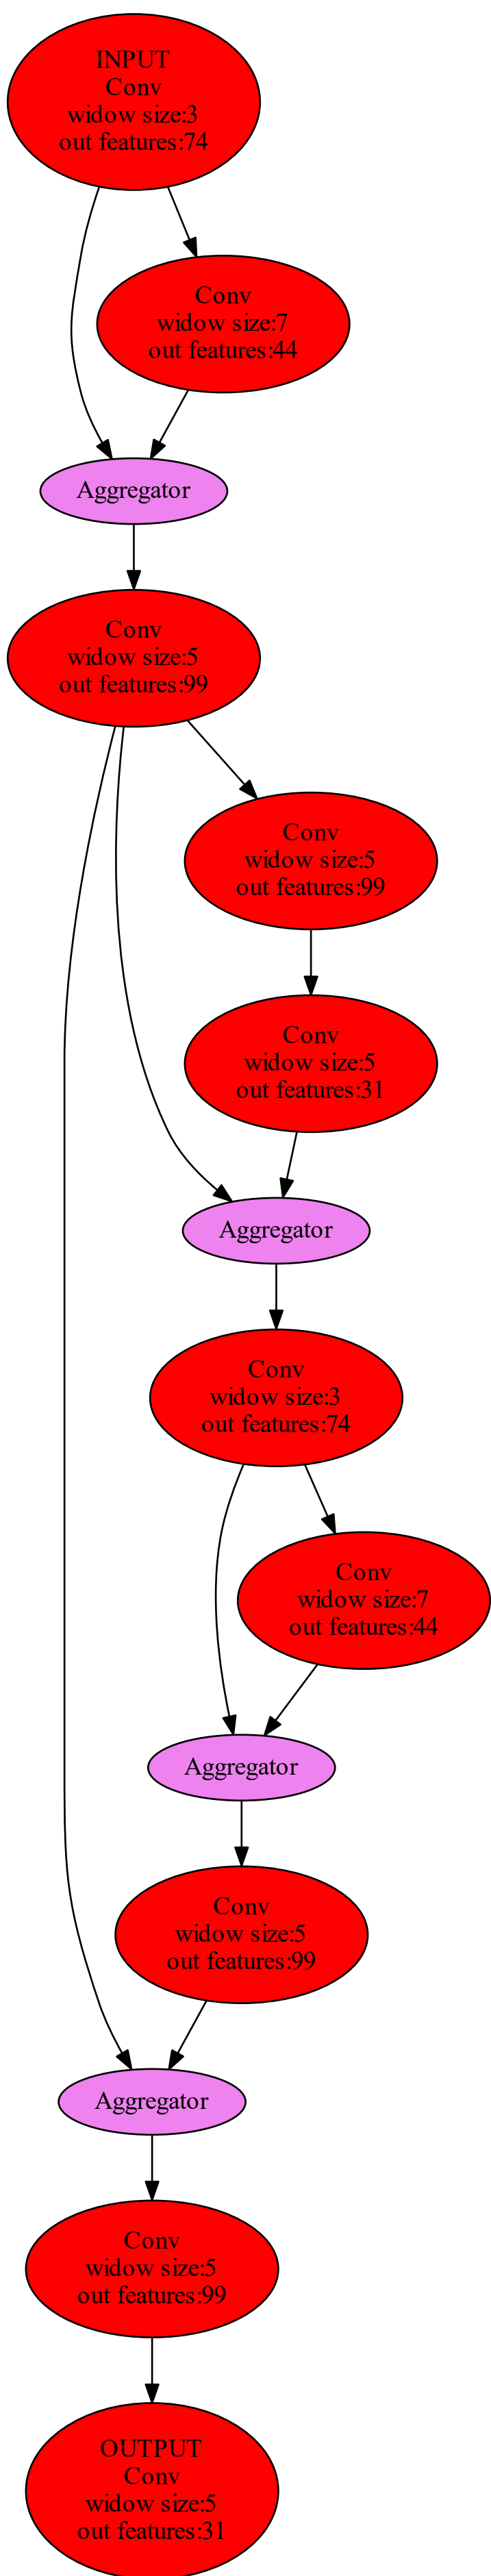 INPUT
Conv
widow size:3
out features:74
Conv
widow size:7
out features:44
Aggregator
Conv
widow size:5
out features:99
Conv
widow size:5
out features:99
Conv
widow size:5
out features:31
Aggregator
Conv
widow size:3
out features:74
Conv
widow size:7
out features:44
Aggregator
Conv
widow size:5
out features:99
Aggregator
Conv
widow size:5
out features:99
OUTPUT
Conv
widow size:5
out features:31